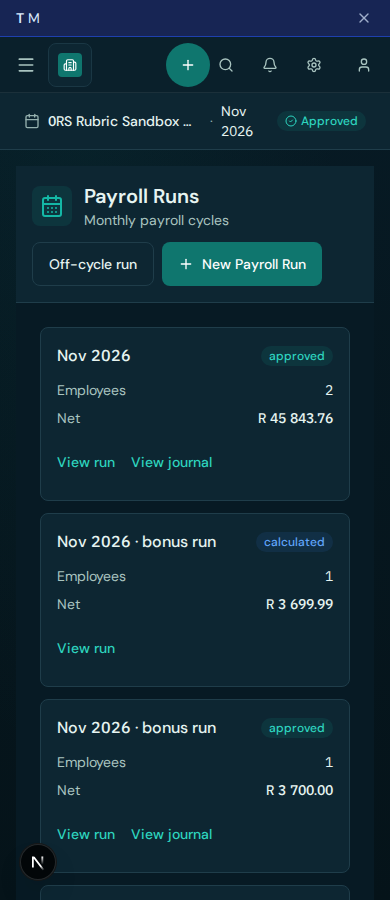 T M
0RS Rubric Sandbox ... · Nov 2026 Approved
Payroll Runs
Monthly payroll cycles
Off-cycle run + New Payroll Run
Nov 2026 approved
Employees 2
Net R 45 843.76
View run View journal
Nov 2026 · bonus run calculated
Employees 1
Net R 3 699.99
View run
Nov 2026 · bonus run approved
Employees 1
Net R 3 700.00
View run View journal
N